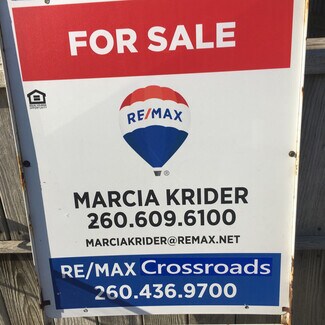 FOR SALE
RE/MAX
MARCIA KRIDER
260.609.6100
MARCIAKRIDER@REMAX.NET
RE/MAX Crossroads
260.436.9700